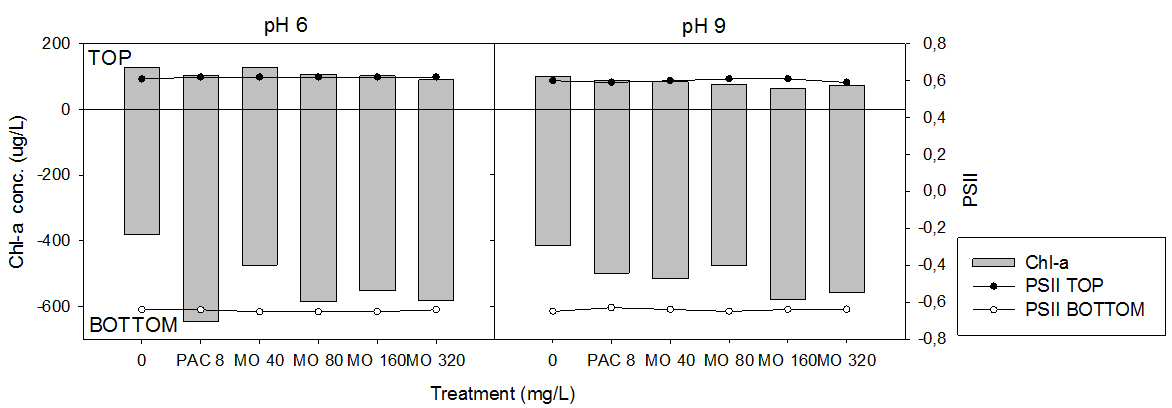 pH 6 pH 9
200 TOP 0,8
0,6
0 0,4
0,2
-200 0,0
-0,2
-400 -0,4
-600 -0,6
BOTTOM -0,8
Chl-a conc. (ug/L)
PSII
0 PAC 8 MO 40 MO 80 MO 160 MO 320 0 PAC 8 MO 40 MO 80 MO 160 MO 320
Treatment (mg/L)
Chl-a
PSII TOP
PSII BOTTOM